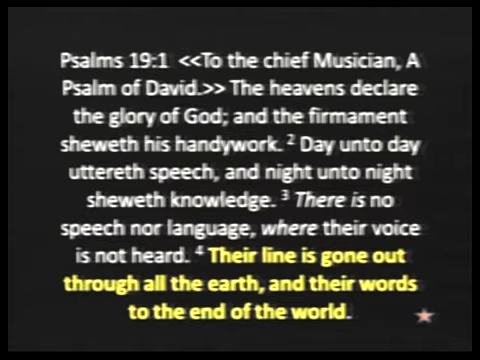 Psalms 19:1 <<To the chief Musician, A
Psalm of David.>> The heavens declare
the glory of God; and the firmament
sheweth his handywork. 2 Day unto day
uttereth speech, and night unto night
sheweth knowledge. 3 There is no
speech nor language, where their voice
is not heard. 4 Their line is gone out
through all the earth, and their words
to the end of the world.